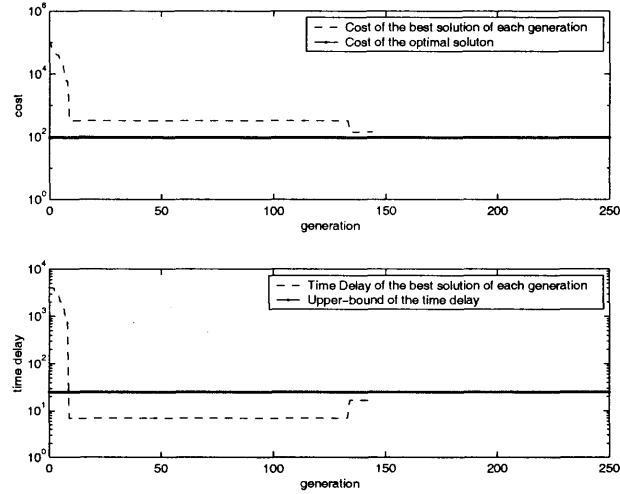 10^6
10^4
10^2
10^0
cost
Cost of the best solution of each generation
Cost of the optimal soluton
0 50 100 150 200 250
generation
10^4
10^3
10^2
10^1
10^0
time delay
Time Delay of the best solution of each generation
Upper-bound of the time delay
0 50 100 150 200 250
generation